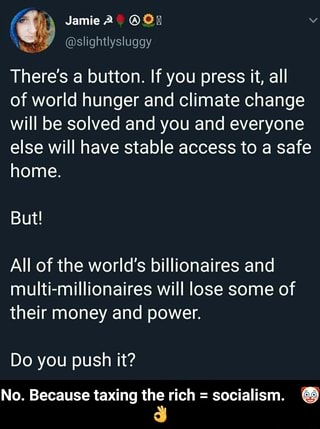 Jamie ☭🌹Ⓐ🌻
@slightlysluggy
There's a button. If you press it, all
of world hunger and climate change
will be solved and you and everyone
else will have stable access to a safe
home.
But!
All of the world's billionaires and
multi-millionaires will lose some of
their money and power.
Do you push it?
No. Because taxing the rich = socialism. 🤡
👌